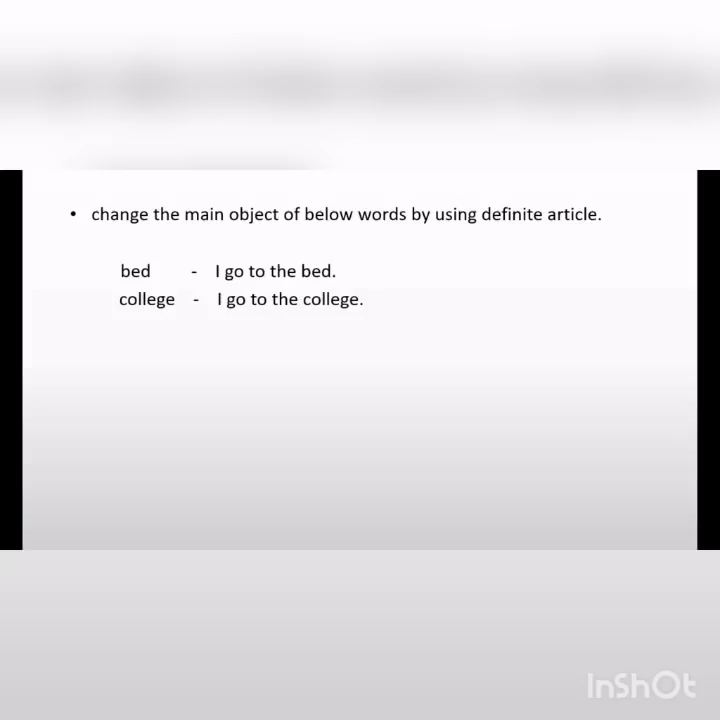 • change the main object of below words by using definite article.
bed - I go to the bed.
college - I go to the college.
InShOt